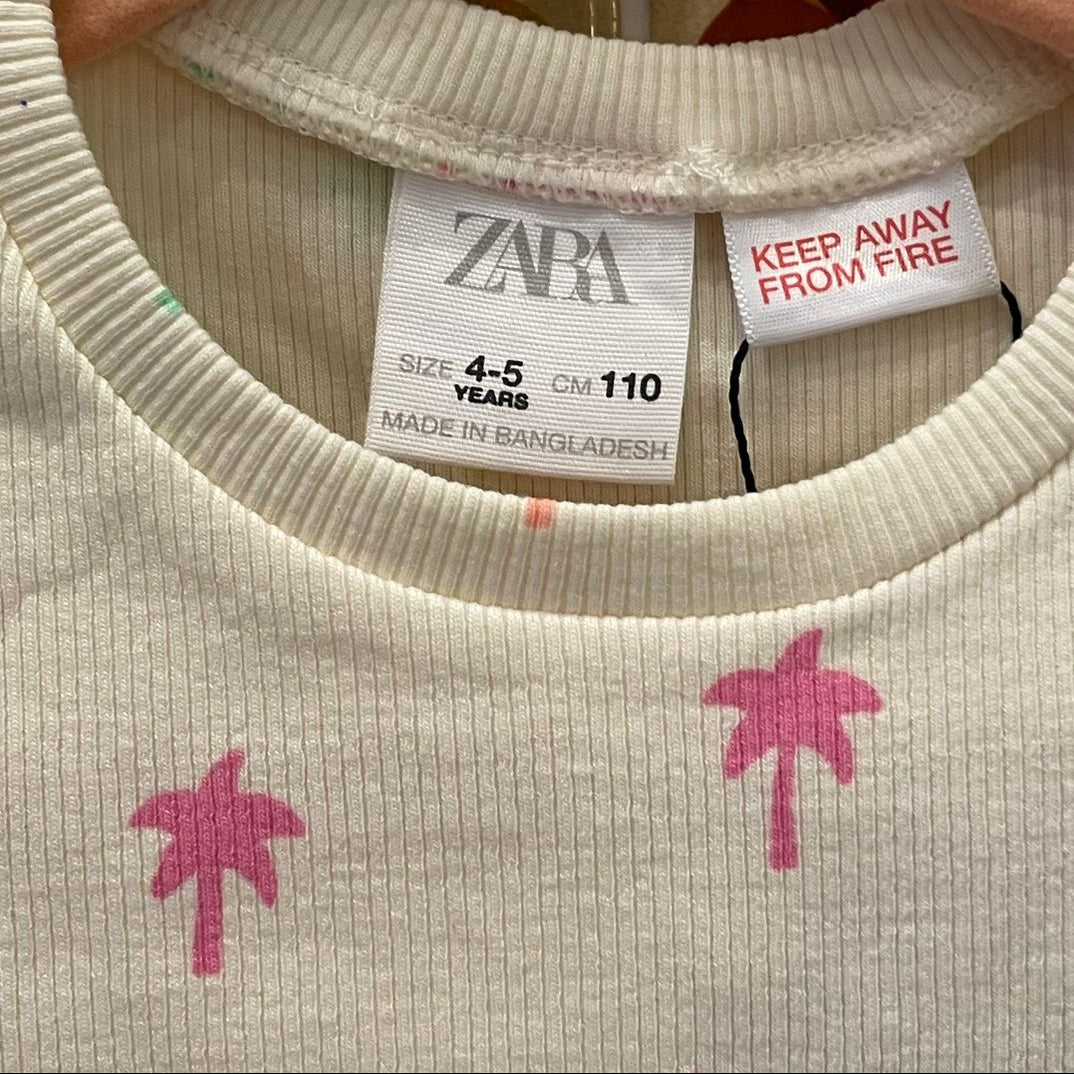 ZARA
SIZE 4-5 YEARS CM 110
MADE IN BANGLADESH
KEEP AWAY
FROM FIRE